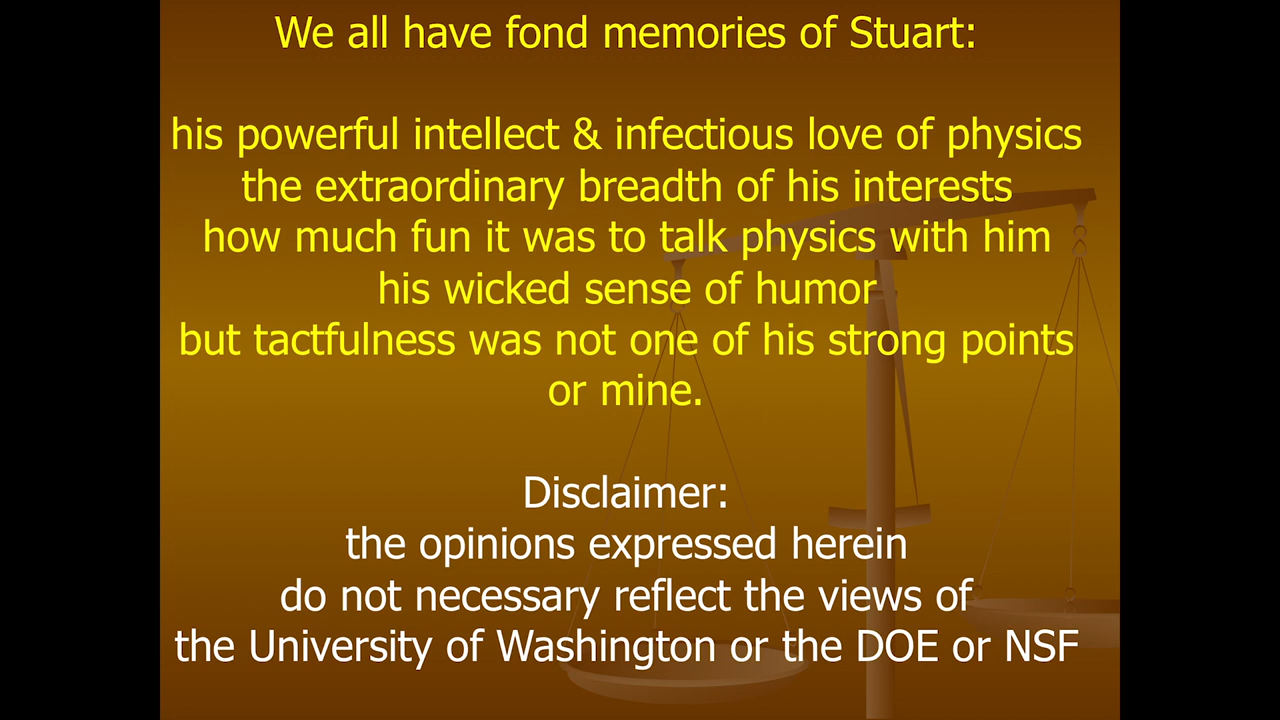 We all have fond memories of Stuart:
his powerful intellect & infectious love of physics
the extraordinary breadth of his interests
how much fun it was to talk physics with him
his wicked sense of humor
but tactfulness was not one of his strong points
or mine.
Disclaimer:
the opinions expressed herein
do not necessary reflect the views of
the University of Washington or the DOE or NSF